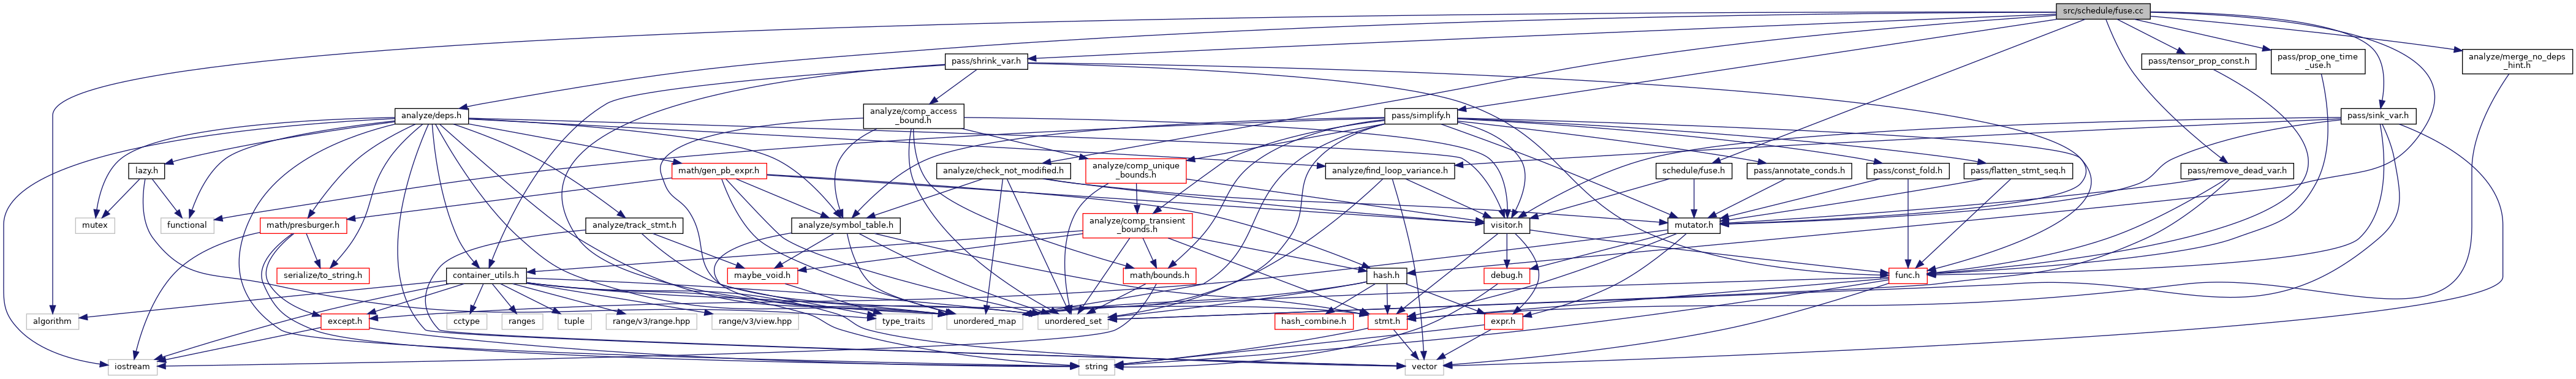 src/schedule/fuse.cc
pass/shrink_var.h
pass/tensor_prop_const.h
pass/prop_one_time
_use.h
analyze/merge_no_deps
_hint.h
analyze/deps.h
analyze/comp_access
_bound.h
pass/simplify.h
pass/sink_var.h
lazy.h
math/gen_pb_expr.h
analyze/check_not_modified.h
analyze/comp_unique
_bounds.h
analyze/find_loop_variance.h
schedule/fuse.h
pass/annotate_conds.h
pass/const_fold.h
pass/flatten_stmt_seq.h
pass/remove_dead_var.h
mutex
functional
math/presburger.h
analyze/track_stmt.h
analyze/symbol_table.h
analyze/comp_transient
_bounds.h
visitor.h
mutator.h
serialize/to_string.h
container_utils.h
maybe_void.h
math/bounds.h
hash.h
debug.h
func.h
algorithm
except.h
cctype
ranges
tuple
range/v3/range.hpp
range/v3/view.hpp
type_traits
unordered_map
unordered_set
hash_combine.h
stmt.h
expr.h
iostream
string
vector